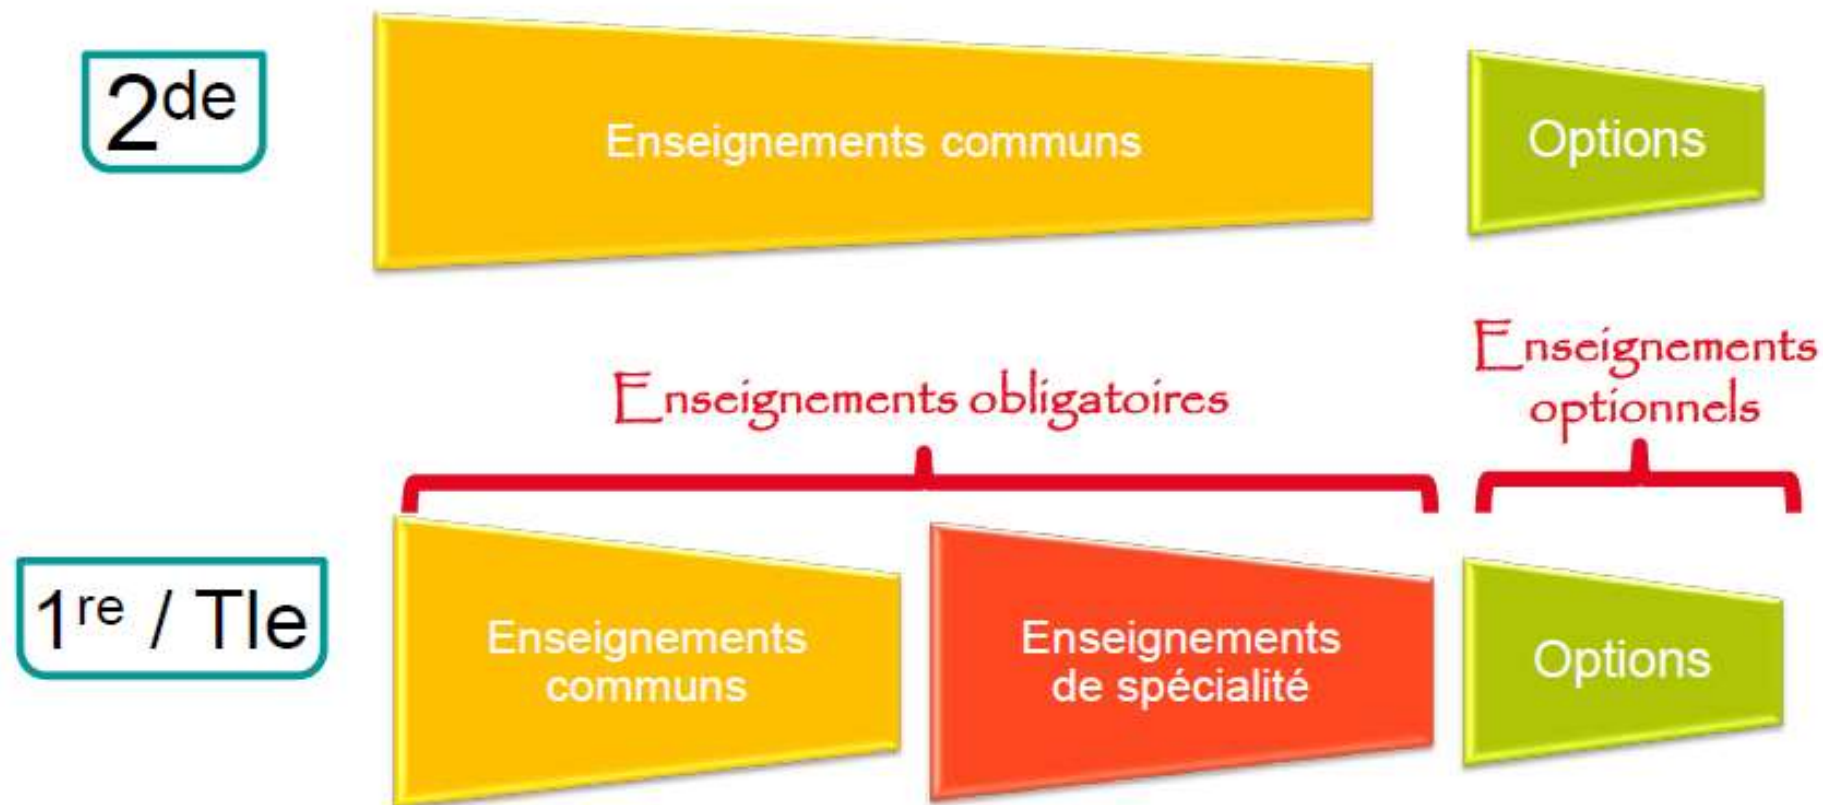 2de
Enseignements communs
Options
Enseignements obligatoires
Enseignements
optionnels
1re / Tle
Enseignements
communs
Enseignements
de spécialité
Options